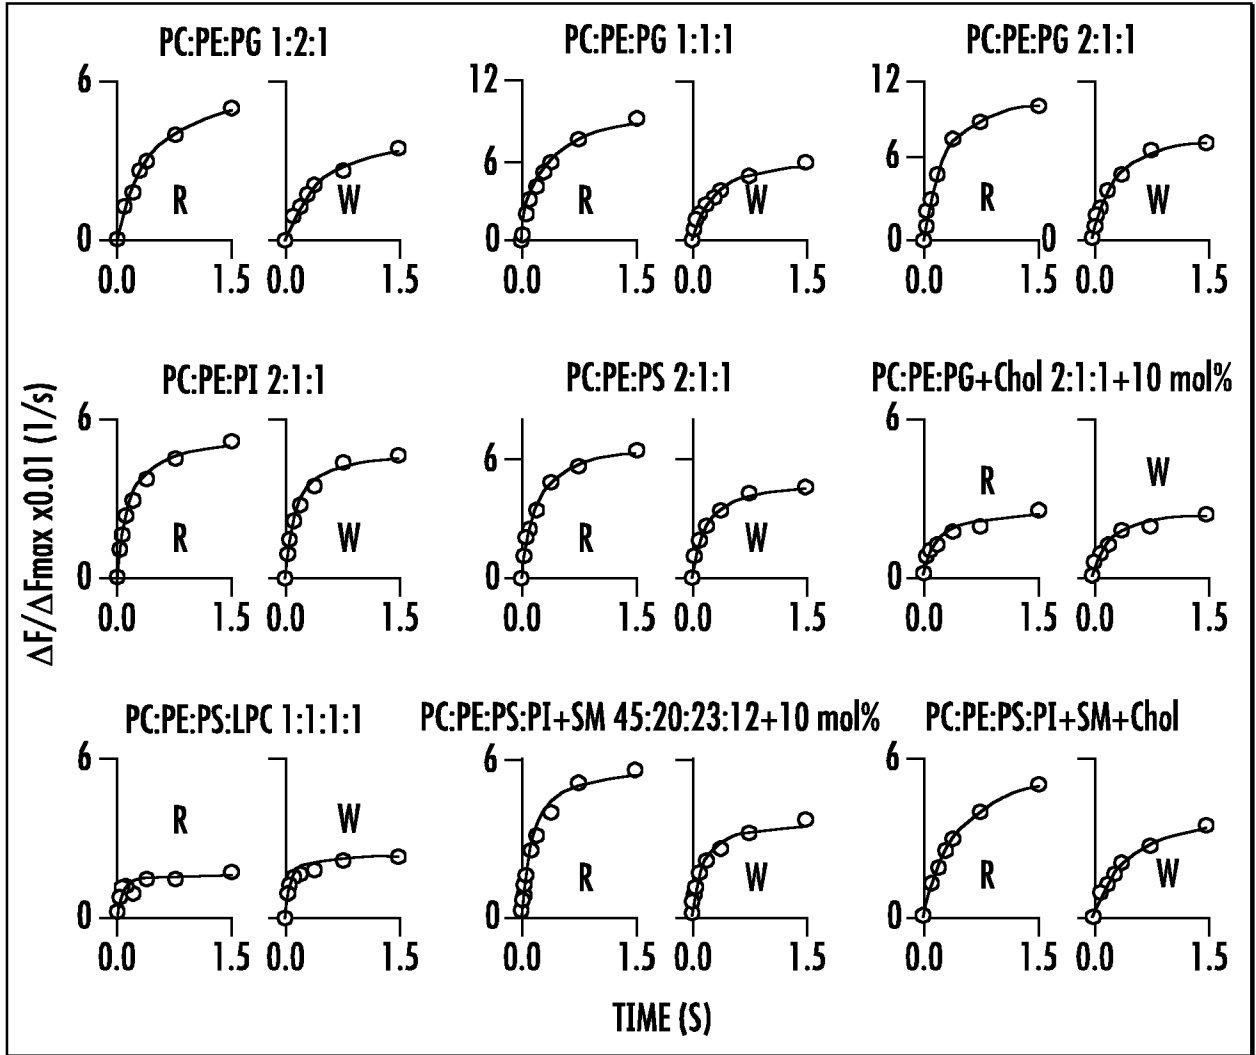 PC:PE:PG 1:2:1
PC:PE:PG 1:1:1
PC:PE:PG 2:1:1
6
0
R
W
0.0 1.5 0.0 1.5
12
6
0
R
W
0.0 1.5 0.0 1.5
12
6
0
R
0
W
0.0 1.5 0.0 1.5
ΔF/ΔFmax x0.01 (1/s)
PC:PE:PI 2:1:1
PC:PE:PS 2:1:1
PC:PE:PG+Chol 2:1:1+10 mol%
6
0
R
W
0.0 1.5 0.0 1.5
6
0
R
W
0.0 1.5 0.0 1.5
6
0
R
W
0.0 1.5 0.0 1.5
PC:PE:PS:LPC 1:1:1:1
PC:PE:PS:PI+SM 45:20:23:12+10 mol%
PC:PE:PS:PI+SM+Chol
6
0
R
W
0.0 1.5 0.0 1.5
6
0
R
W
0.0 1.5 0.0 1.5
6
0
R
W
0.0 1.5 0.0 1.5
TIME (S)